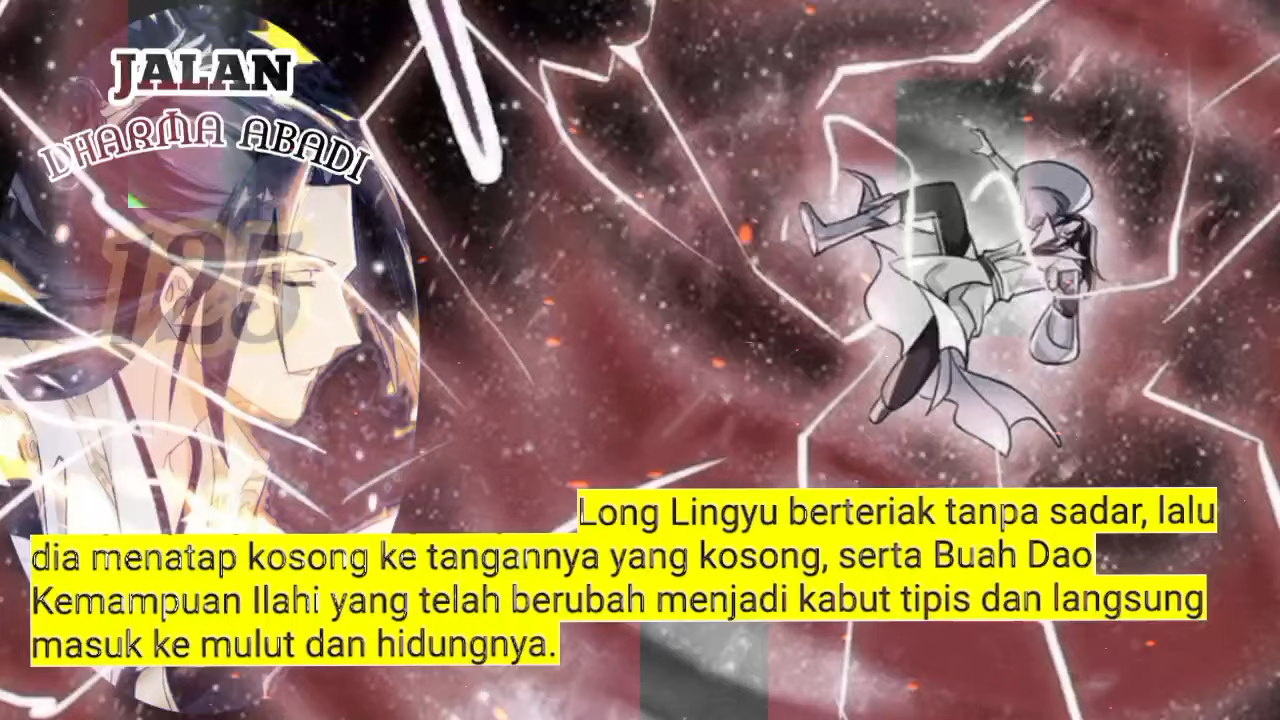 JALAN
DHARMA ABADI
125
Long Lingyu berteriak tanpa sadar, lalu
dia menatap kosong ke tangannya yang kosong, serta Buah Dao
Kemampuan Ilahi yang telah berubah menjadi kabut tipis dan langsung
masuk ke mulut dan hidungnya.